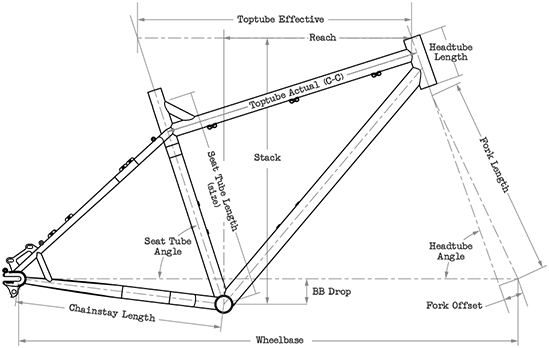 Toptube Effective
Reach
Headtube
Length
Toptube Actual (C-C)
Stack
Seat Tube Length
(size)
Fork Length
Seat Tube
Angle
Headtube
Angle
BB Drop
Fork Offset
Chainstay Length
Wheelbase